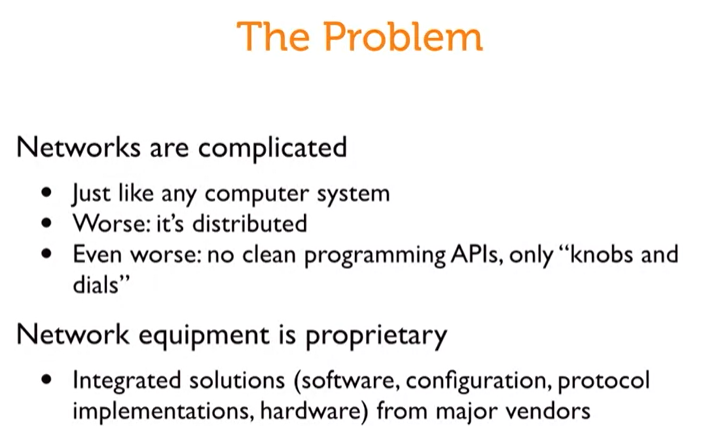 The Problem
Networks are complicated
• Just like any computer system
• Worse: it’s distributed
• Even worse: no clean programming APIs, only “knobs and
dials”
Network equipment is proprietary
• Integrated solutions (software, configuration, protocol
implementations, hardware) from major vendors